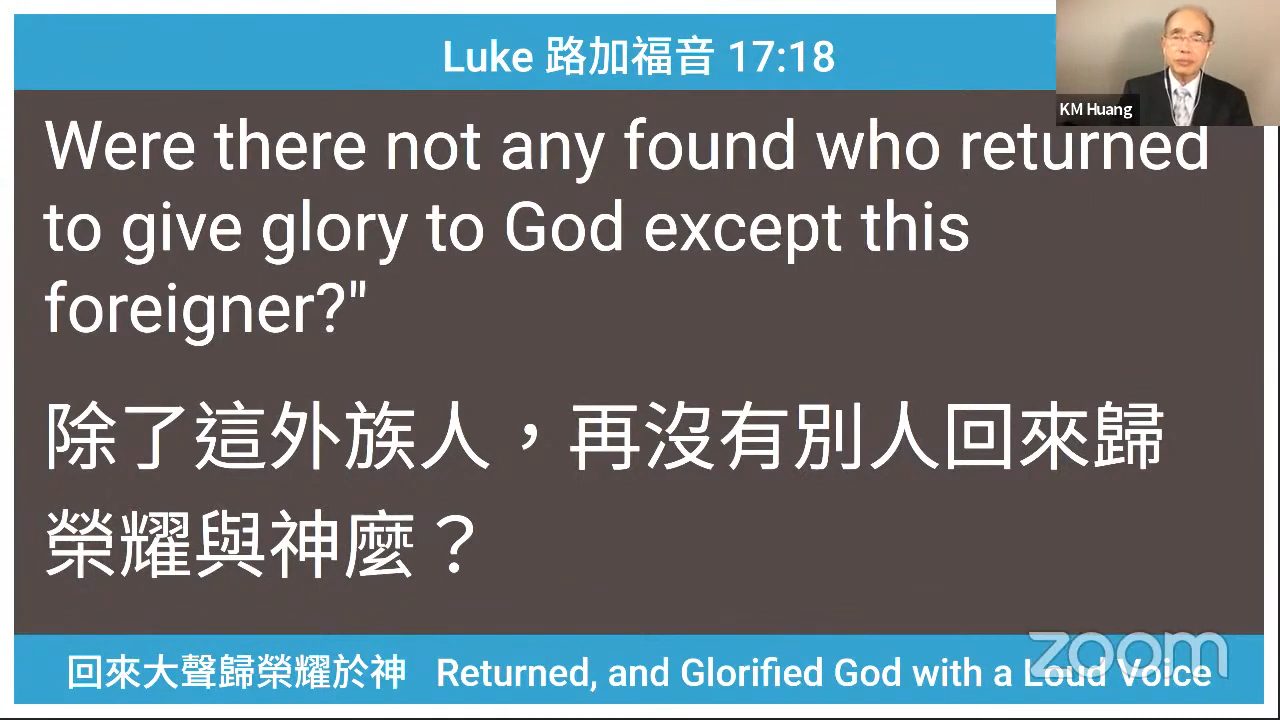 Luke 路加福音 17:18
KM Huang
Were there not any found who returned
to give glory to God except this
foreigner?"
除了這外族人，再沒有別人回來歸
榮耀與神麼？
zoom
回來大聲歸榮耀於神 Returned, and Glorified God with a Loud Voice